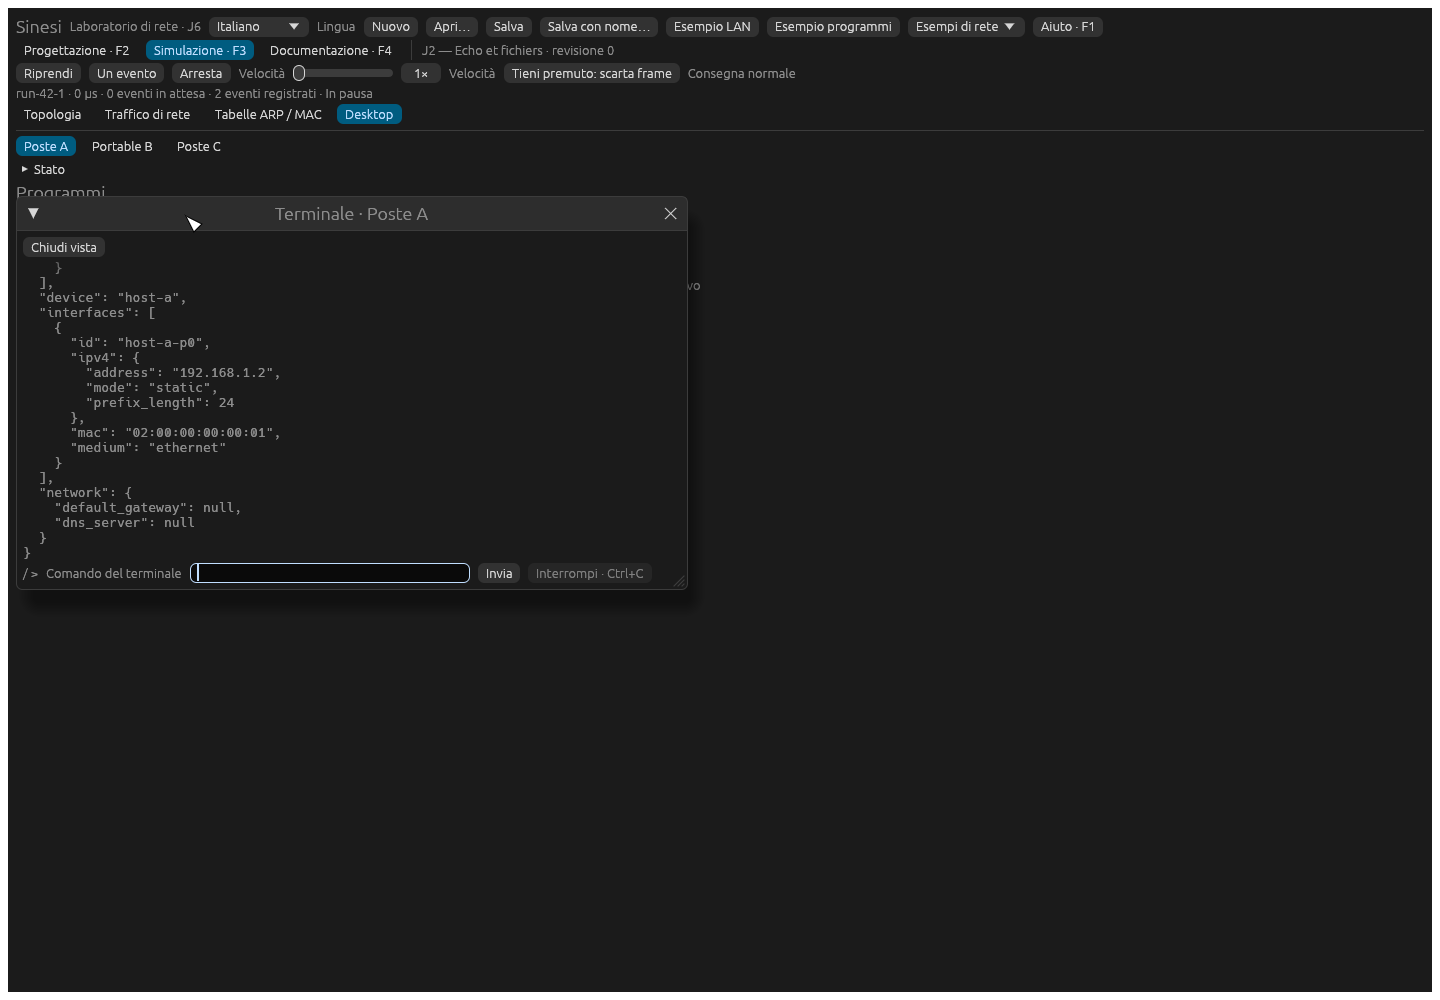 Sinesi Laboratorio di rete · J6 Italiano Lingua Nuovo Apri… Salva Salva con nome… Esempio LAN Esempio programmi Esempi di rete Aiuto · F1
Progettazione · F2 Simulazione · F3 Documentazione · F4 J2 — Echo et fichiers · revisione 0
Riprendi Un evento Arresta Velocità 1× Velocità Tieni premuto: scarta frame Consegna normale
run-42-1 · 0 µs · 0 eventi in attesa · 2 eventi registrati · In pausa
Topologia Traffico di rete Tabelle ARP / MAC Desktop
Poste A Portable B Poste C
Stato
Programmi
Terminale · Poste A
Chiudi vista
}
],
"device": "host-a",
vo
"interfaces": [
{
"id": "host-a-p0",
"ipv4": {
"address": "192.168.1.2",
"mode": "static",
"prefix_length": 24
},
"mac": "02:00:00:00:00:01",
"medium": "ethernet"
}
],
"network": {
"default_gateway": null,
"dns_server": null
}
}
/ > Comando del terminale Invia Interrompi · Ctrl+C